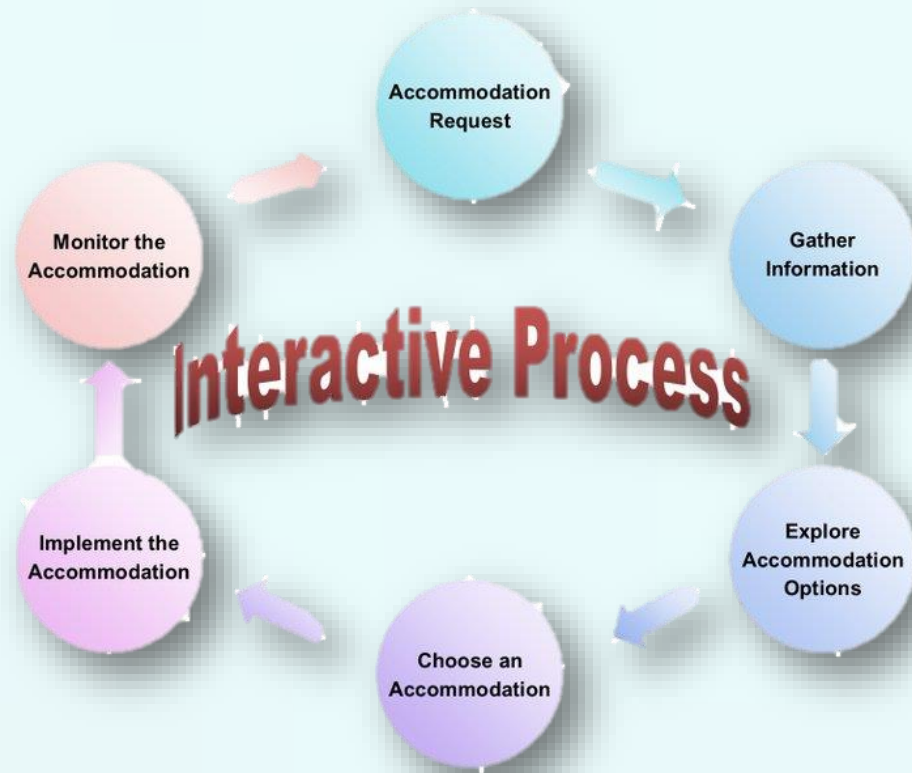 Accommodation
Request
Gather
Information
Explore
Accommodation
Options
Choose an
Accommodation
Implement the
Accommodation
Monitor the
Accommodation
Interactive Process